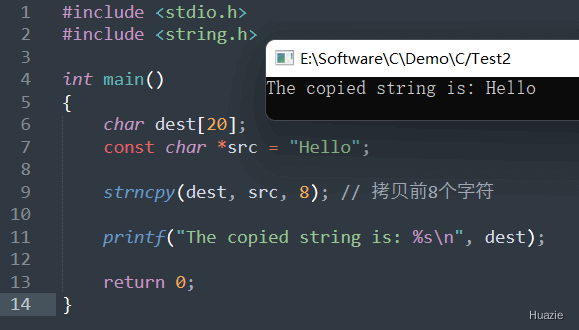 1 #include <stdio.h>
2 #include <string.h>
E:\Software\C\Demo\C/Test2
The copied string is: Hello
3
4 int main()
5 {
6 char dest[20];
7 const char *src = "Hello";
8
9 strncpy(dest, src, 8); // 拷贝前8个字符
10
11 printf("The copied string is: %s\n", dest);
12
13 return 0;
14 }
Huazie